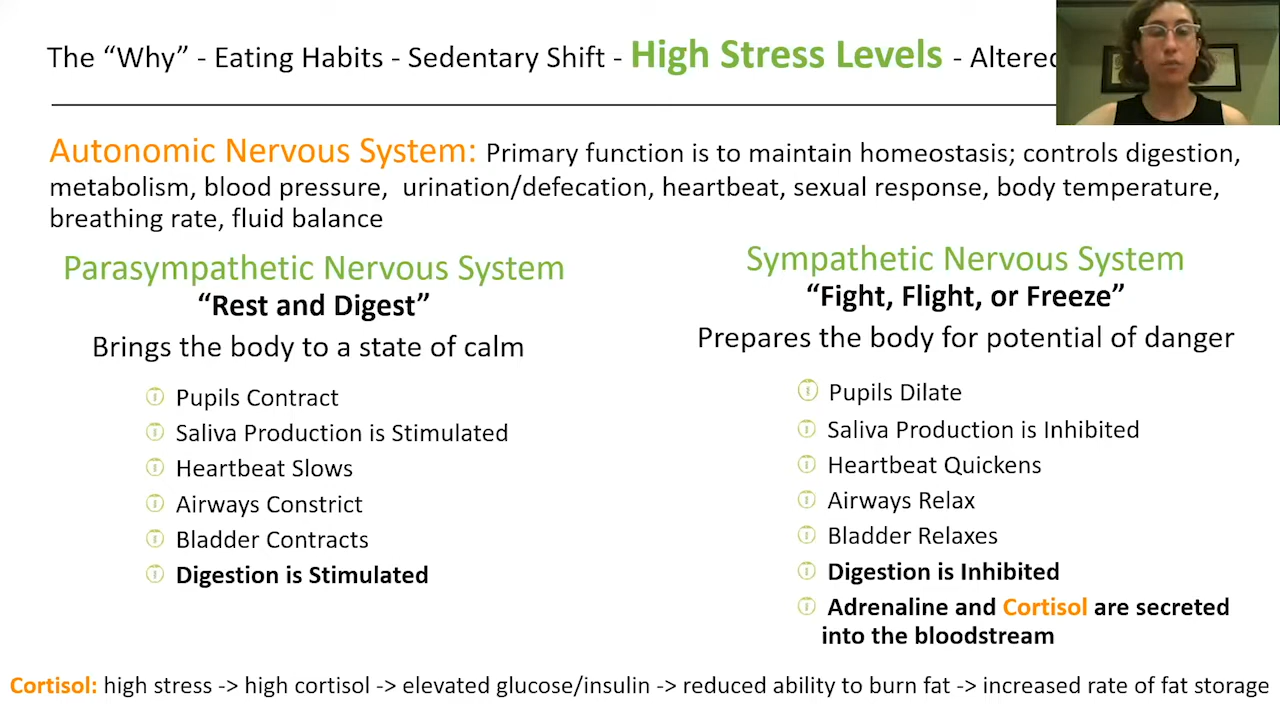 The “Why” - Eating Habits - Sedentary Shift - High Stress Levels - Altered
Autonomic Nervous System: Primary function is to maintain homeostasis; controls digestion,
metabolism, blood pressure,  urination/defecation, heartbeat, sexual response, body temperature,
breathing rate, fluid balance
Parasympathetic Nervous System
“Rest and Digest”
Brings the body to a state of calm
Pupils Contract
Saliva Production is Stimulated
Heartbeat Slows
Airways Constrict
Bladder Contracts
Digestion is Stimulated
Sympathetic Nervous System
“Fight, Flight, or Freeze”
Prepares the body for potential of danger
Pupils Dilate
Saliva Production is Inhibited
Heartbeat Quickens
Airways Relax
Bladder Relaxes
Digestion is Inhibited
Adrenaline and Cortisol are secreted
into the bloodstream
Cortisol: high stress -> high cortisol -> elevated glucose/insulin -> reduced ability to burn fat -> increased rate of fat storage